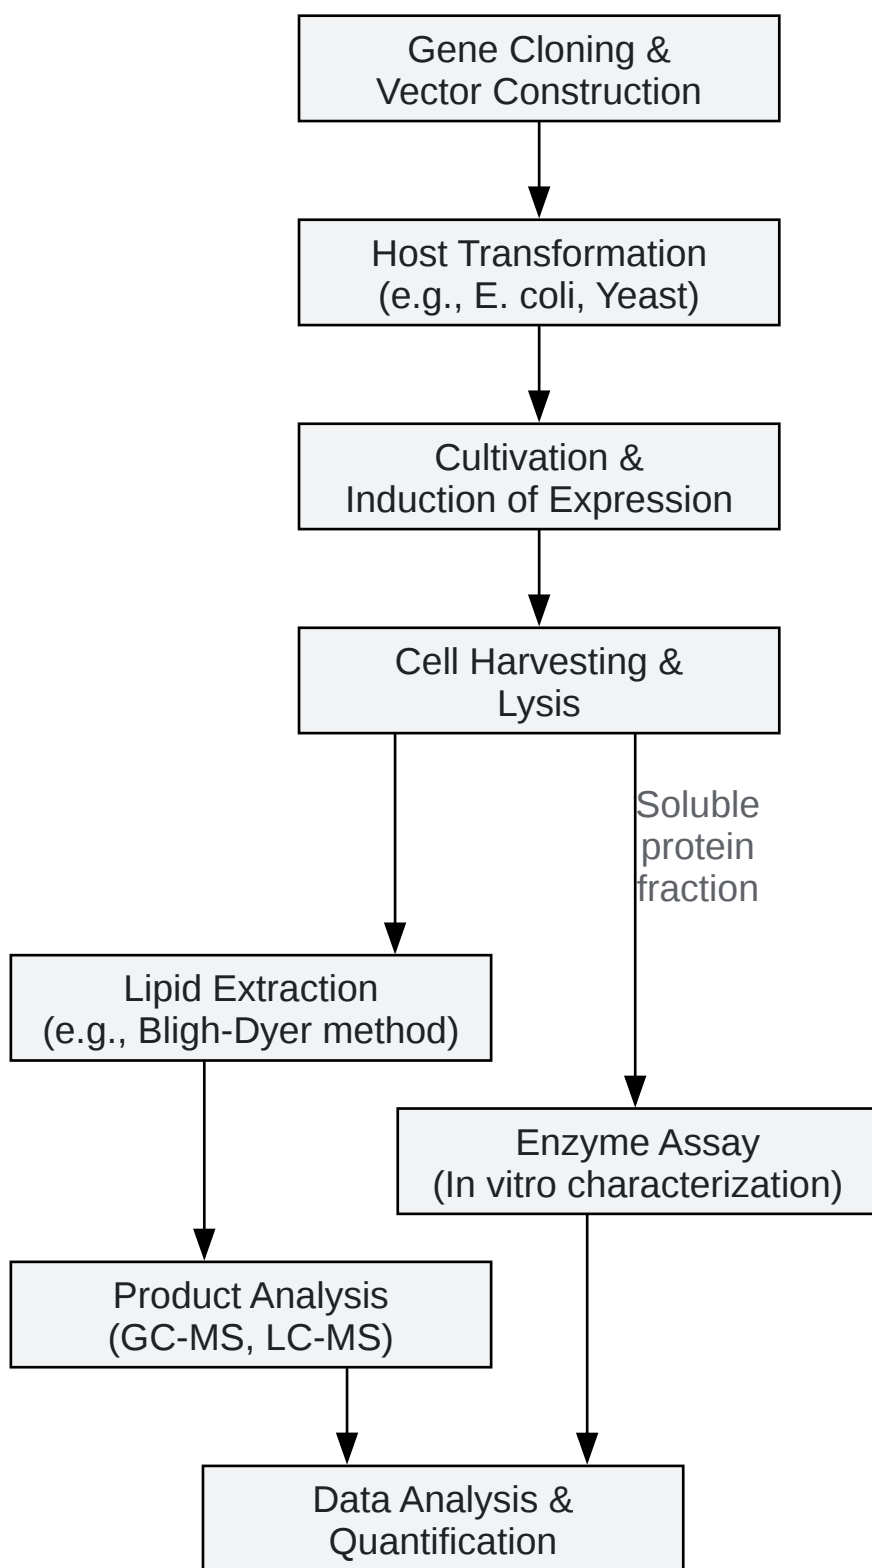 Gene Cloning &
Vector Construction
Host Transformation
(e.g., E. coli, Yeast)
Cultivation &
Induction of Expression
Cell Harvesting &
Lysis
Soluble
protein
fraction
Lipid Extraction
(e.g., Bligh-Dyer method)
Enzyme Assay
(In vitro characterization)
Product Analysis
(GC-MS, LC-MS)
Data Analysis &
Quantification